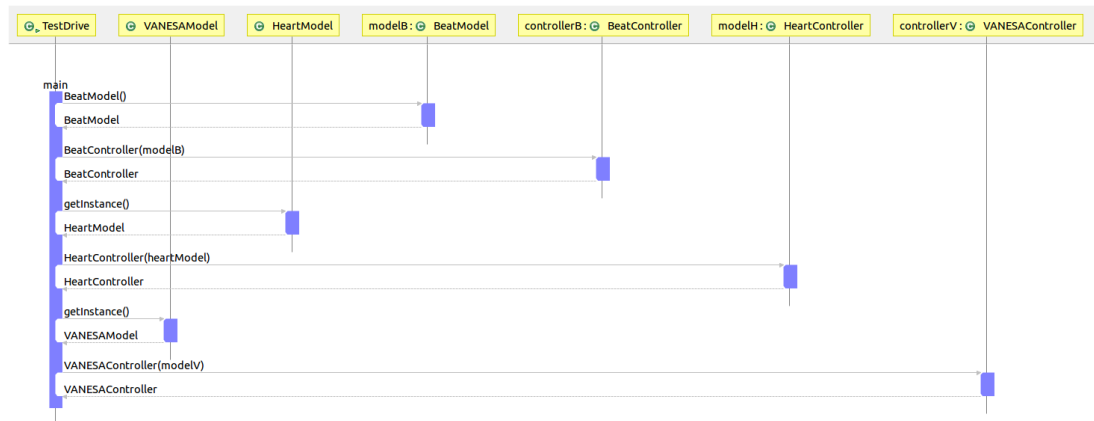 TestDrive
VANESAModel
HeartModel
modelB: BeatModel
controllerB: BeatController
modelH: HeartController
controllerV: VANESAController
main
BeatModel()
BeatModel
BeatController(modelB)
BeatController
getInstance()
HeartModel
HeartController(heartModel)
HeartController
getInstance()
VANESAModel
VANESAController(modelV)
VANESAController